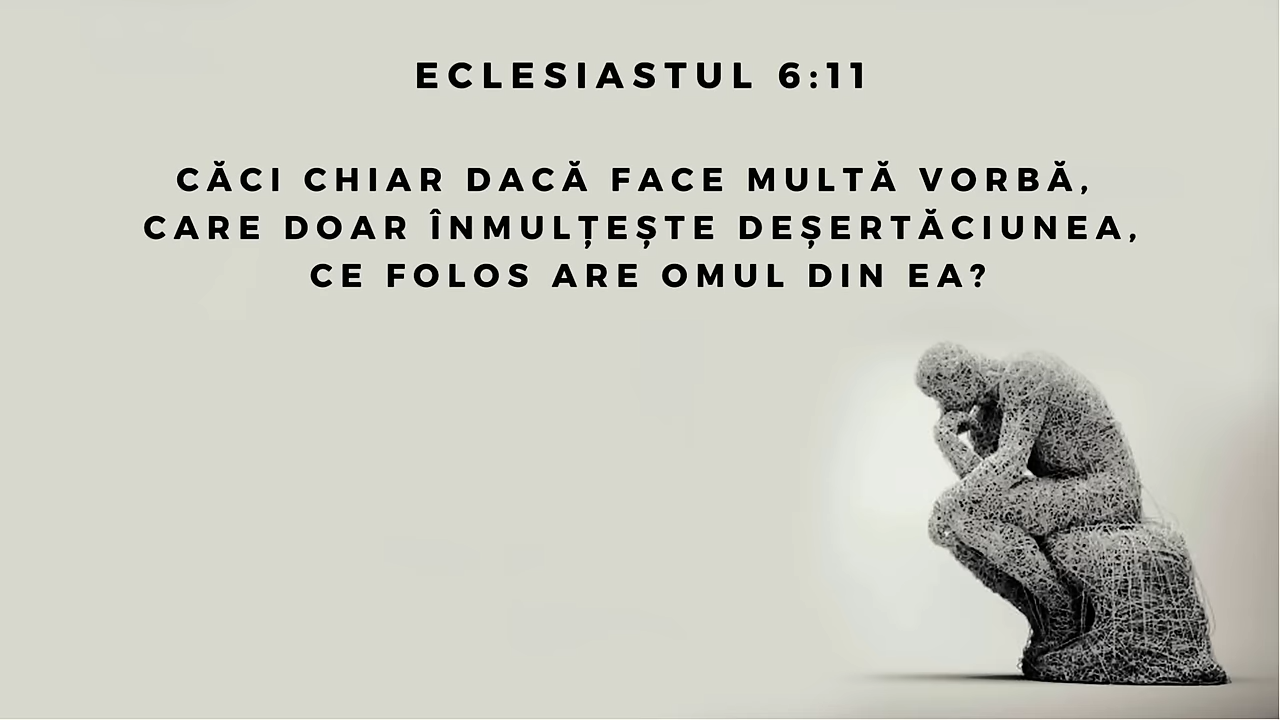 ECLESIASTUL 6:11
CĂCI CHIAR DACĂ FACE MULTĂ VORBĂ,
CARE DOAR ÎNMULȚEȘTE DEȘERTĂCIUNEA,
CE FOLOS ARE OMUL DIN EA?